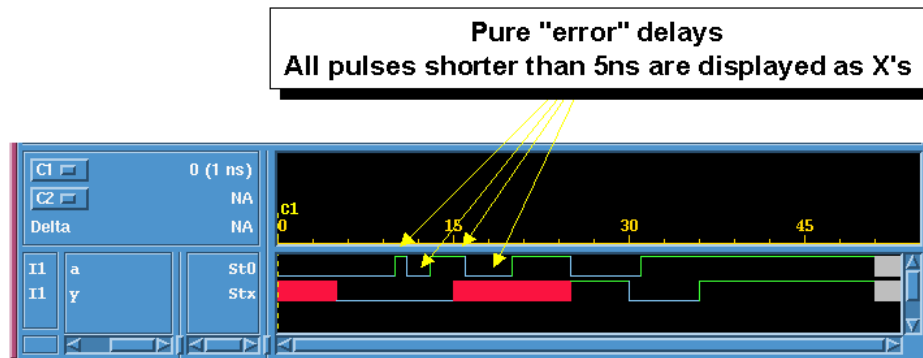 Pure "error" delays
All pulses shorter than 5ns are displayed as X's
C1 0 (1 ns)
C2 NA
Delta NA
C1
0 15 30 45
I1 a St0
I1 y Stx